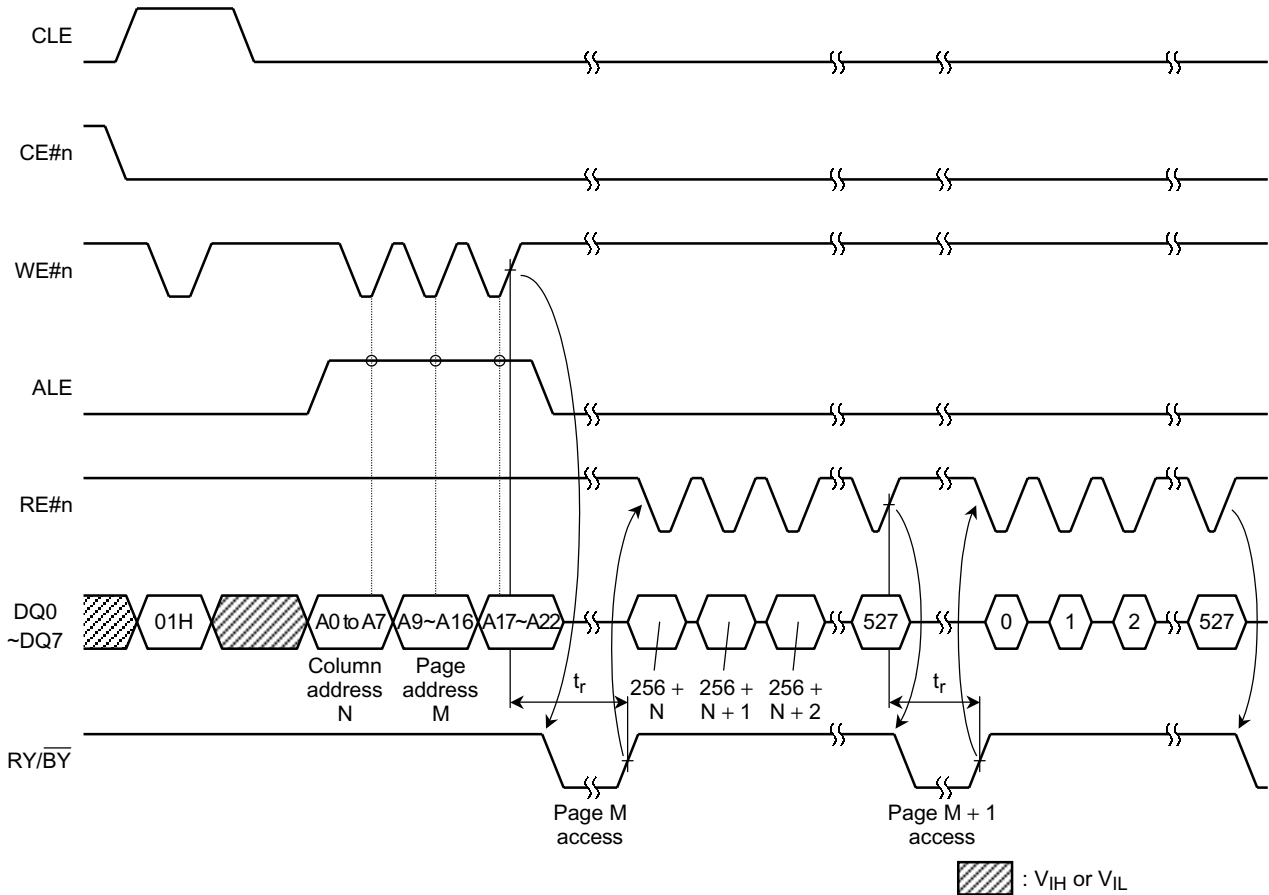 CLE
CE#n
WE#n
ALE
RE#n
DQ0
~DQ7
01H
A0 to A7
A9~A16
A17~A22
527
0
1
2
527
Column
address
N
Page
address
M
tr
256 +
N
256 +
N + 1
256 +
N + 2
tr
RY/BY
Page M
access
Page M + 1
access
: VIH or VIL